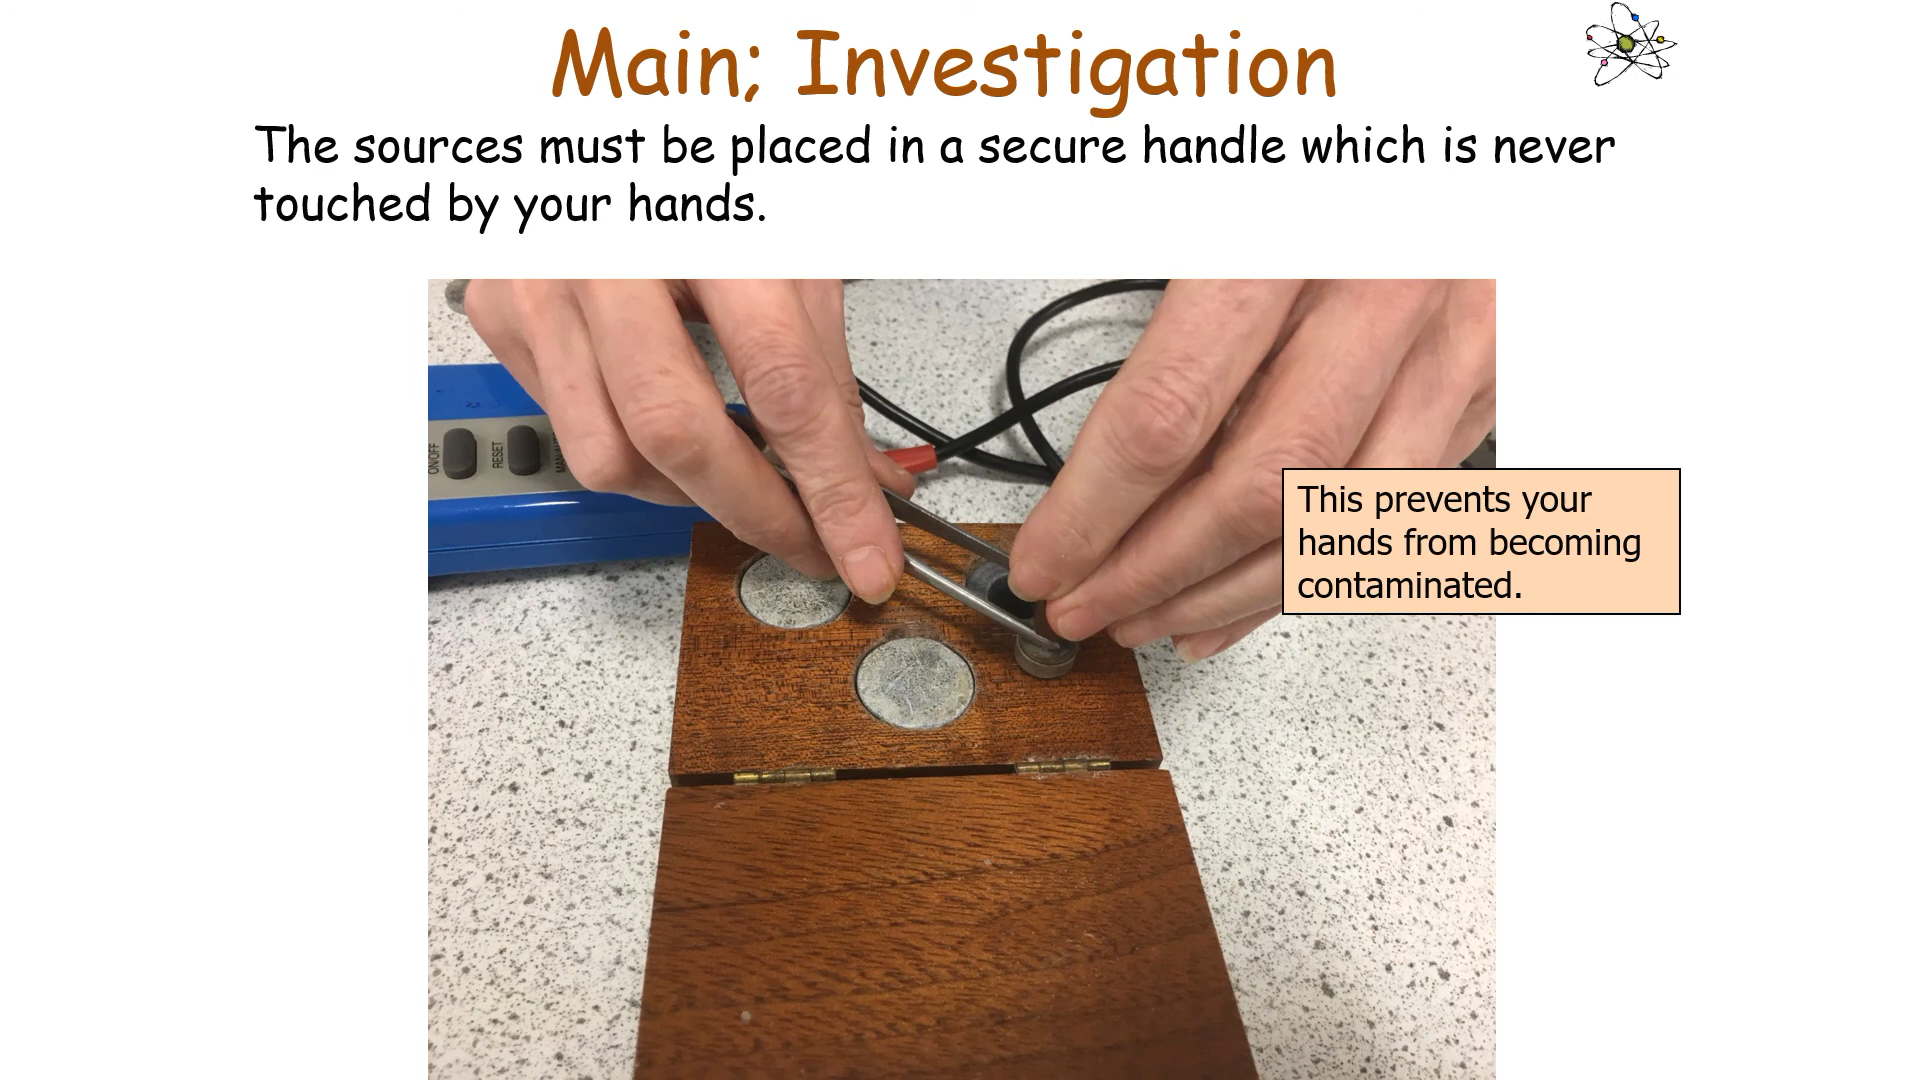 Main; Investigation
The sources must be placed in a secure handle which is never
touched by your hands.
ON/OFF
RESET
This prevents your
hands from becoming
contaminated.